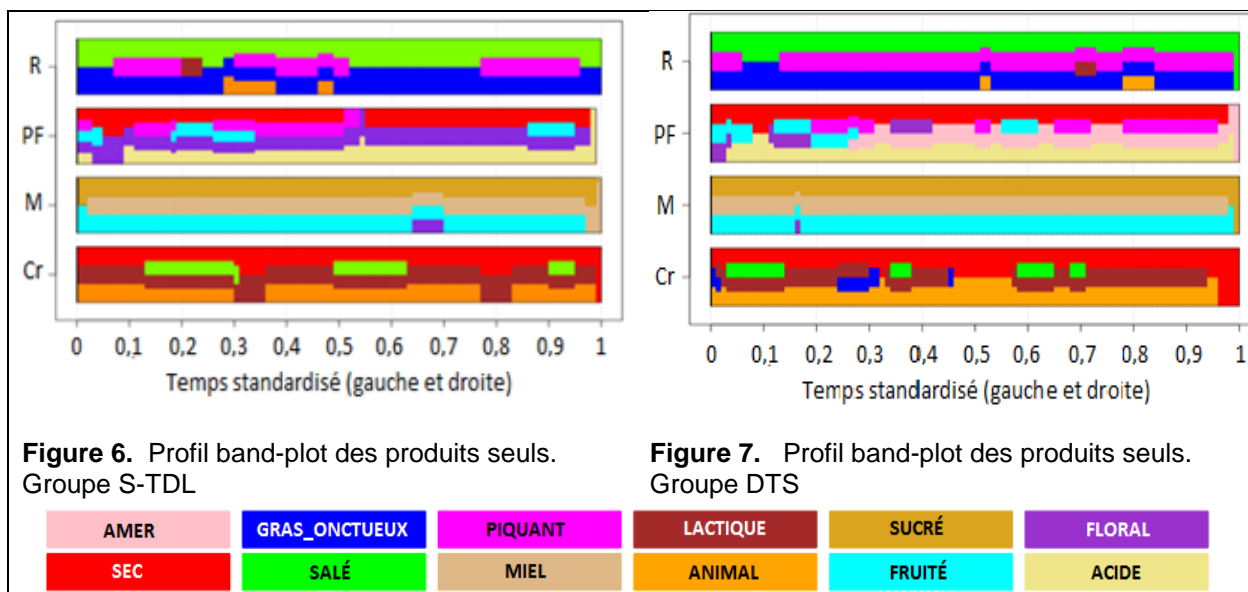 R
PF
M
Cr
0 0,1 0,2 0,3 0,4 0,5 0,6 0,7 0,8 0,9 1
Temps standardisé (gauche et droite)
R
PF
M
Cr
0 0,1 0,2 0,3 0,4 0,5 0,6 0,7 0,8 0,9 1
Temps standardisé (gauche et droite)
Figure 6. Profil band-plot des produits seuls.
Groupe S-TDL
Figure 7. Profil band-plot des produits seuls.
Groupe DTS
AMER GRAS_ONCTUEUX PIQUANT LACTIQUE SUCRÉ FLORAL
SEC SALÉ MIEL ANIMAL FRUITÉ ACIDE